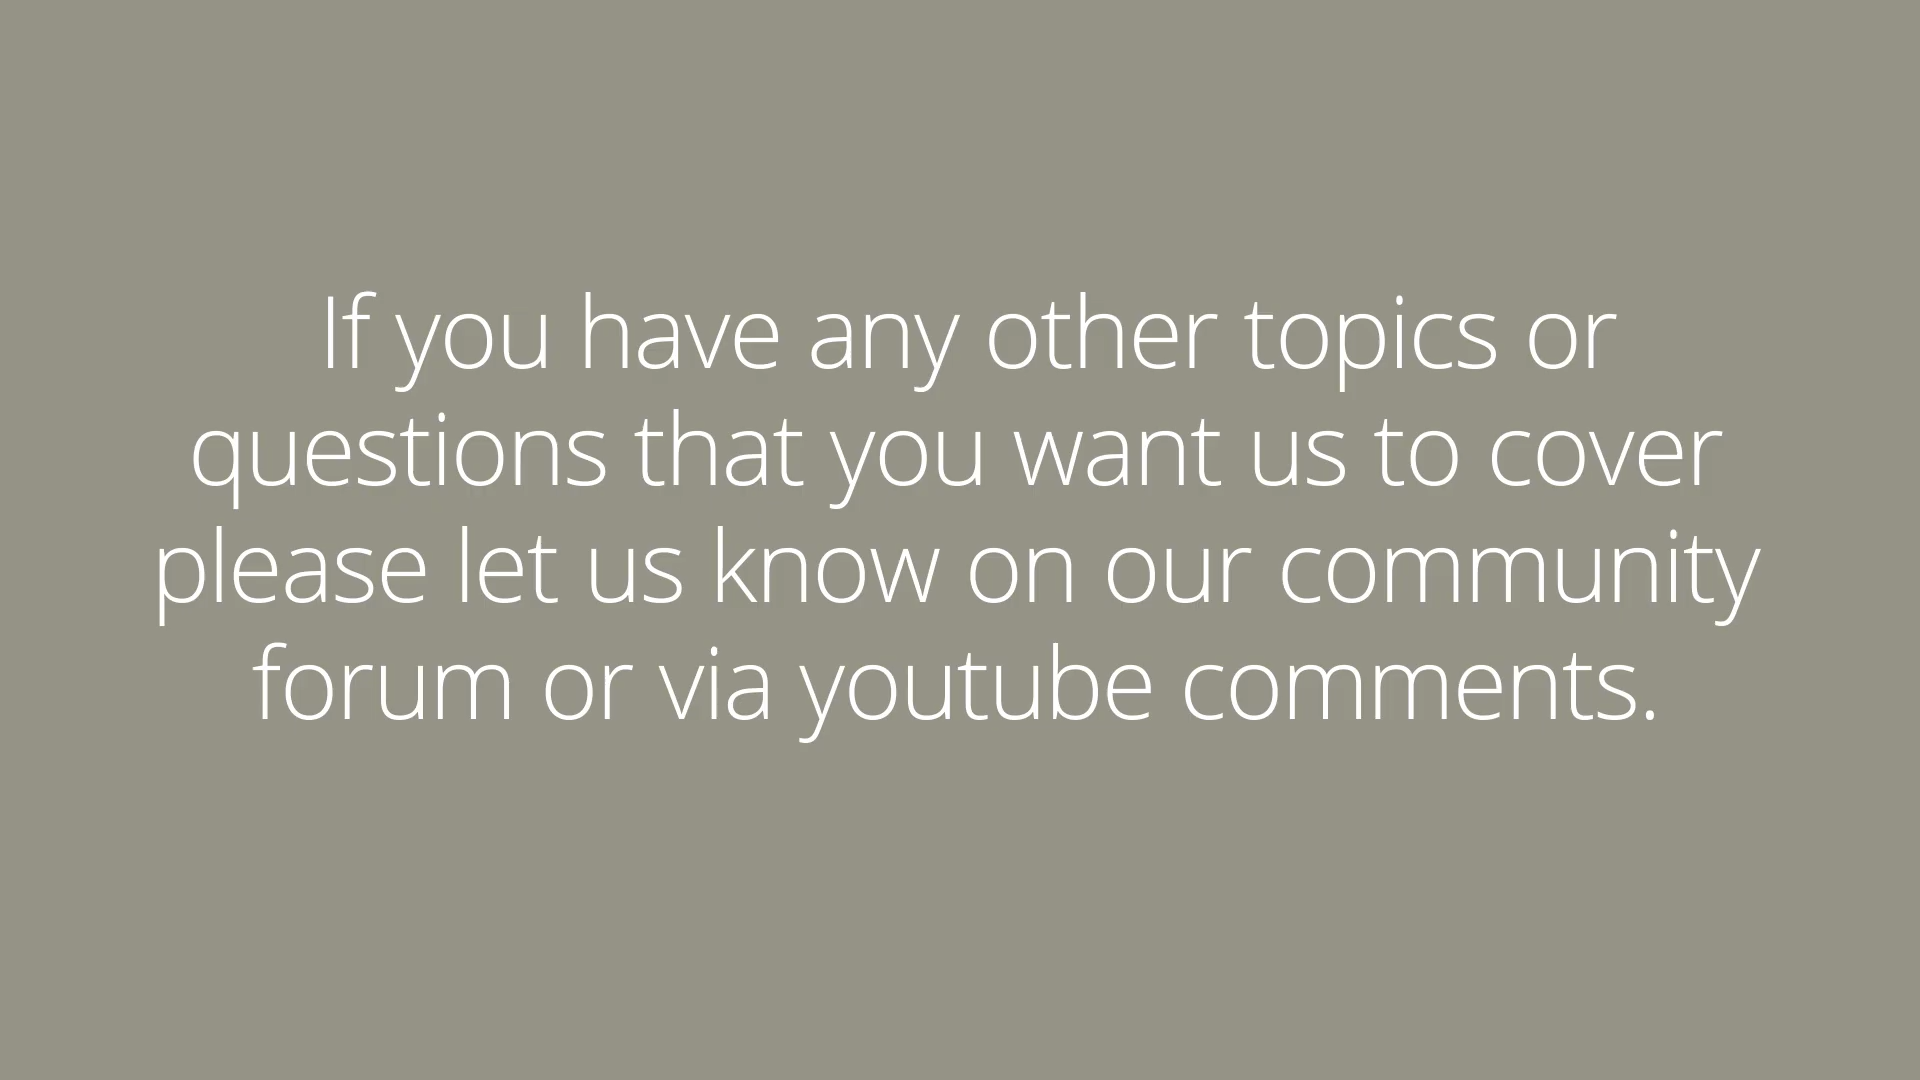 If you have any other topics or
questions that you want us to cover
please let us know on our community
forum or via youtube comments.